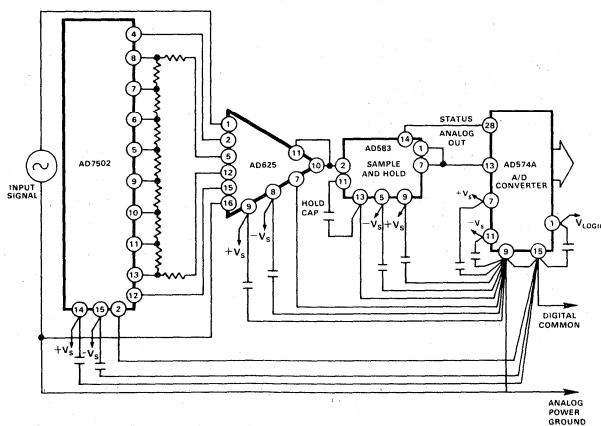 4
8
7
6
5
9
10
11
13
12
14
15
2
AD7502
INPUT
SIGNAL
+VS
-VS
1
2
5
12
15
16
11
10
7
8
9
AD625
+VS
-VS
HOLD
CAP
2
11
14
1
7
13
5
9
AD583
SAMPLE
AND HOLD
-VS
+VS
STATUS
ANALOG
OUT
28
13
7
11
1
9
15
AD574A
A/D
CONVERTER
+VS
-VS
VLOGIC
DIGITAL
COMMON
ANALOG
POWER
GROUND